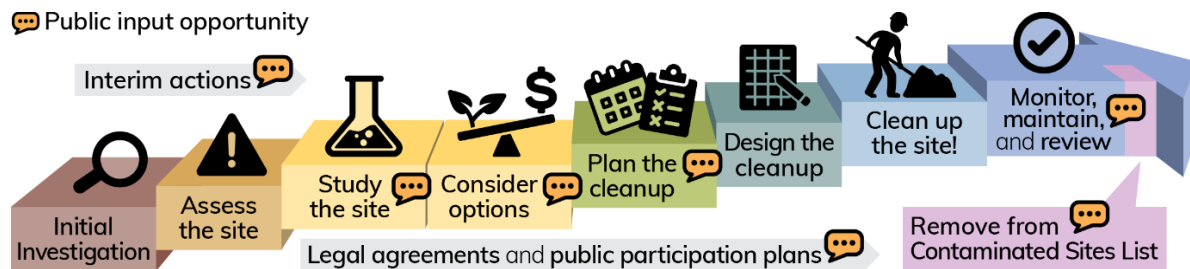 Public input opportunity
Interim actions
Initial
Investigation
Assess
the site
Study
the site
Consider
options
Plan the
cleanup
Design the
cleanup
Clean up
the site!
Monitor,
maintain,
and review
Legal agreements and public participation plans
Remove from
Contaminated Sites List